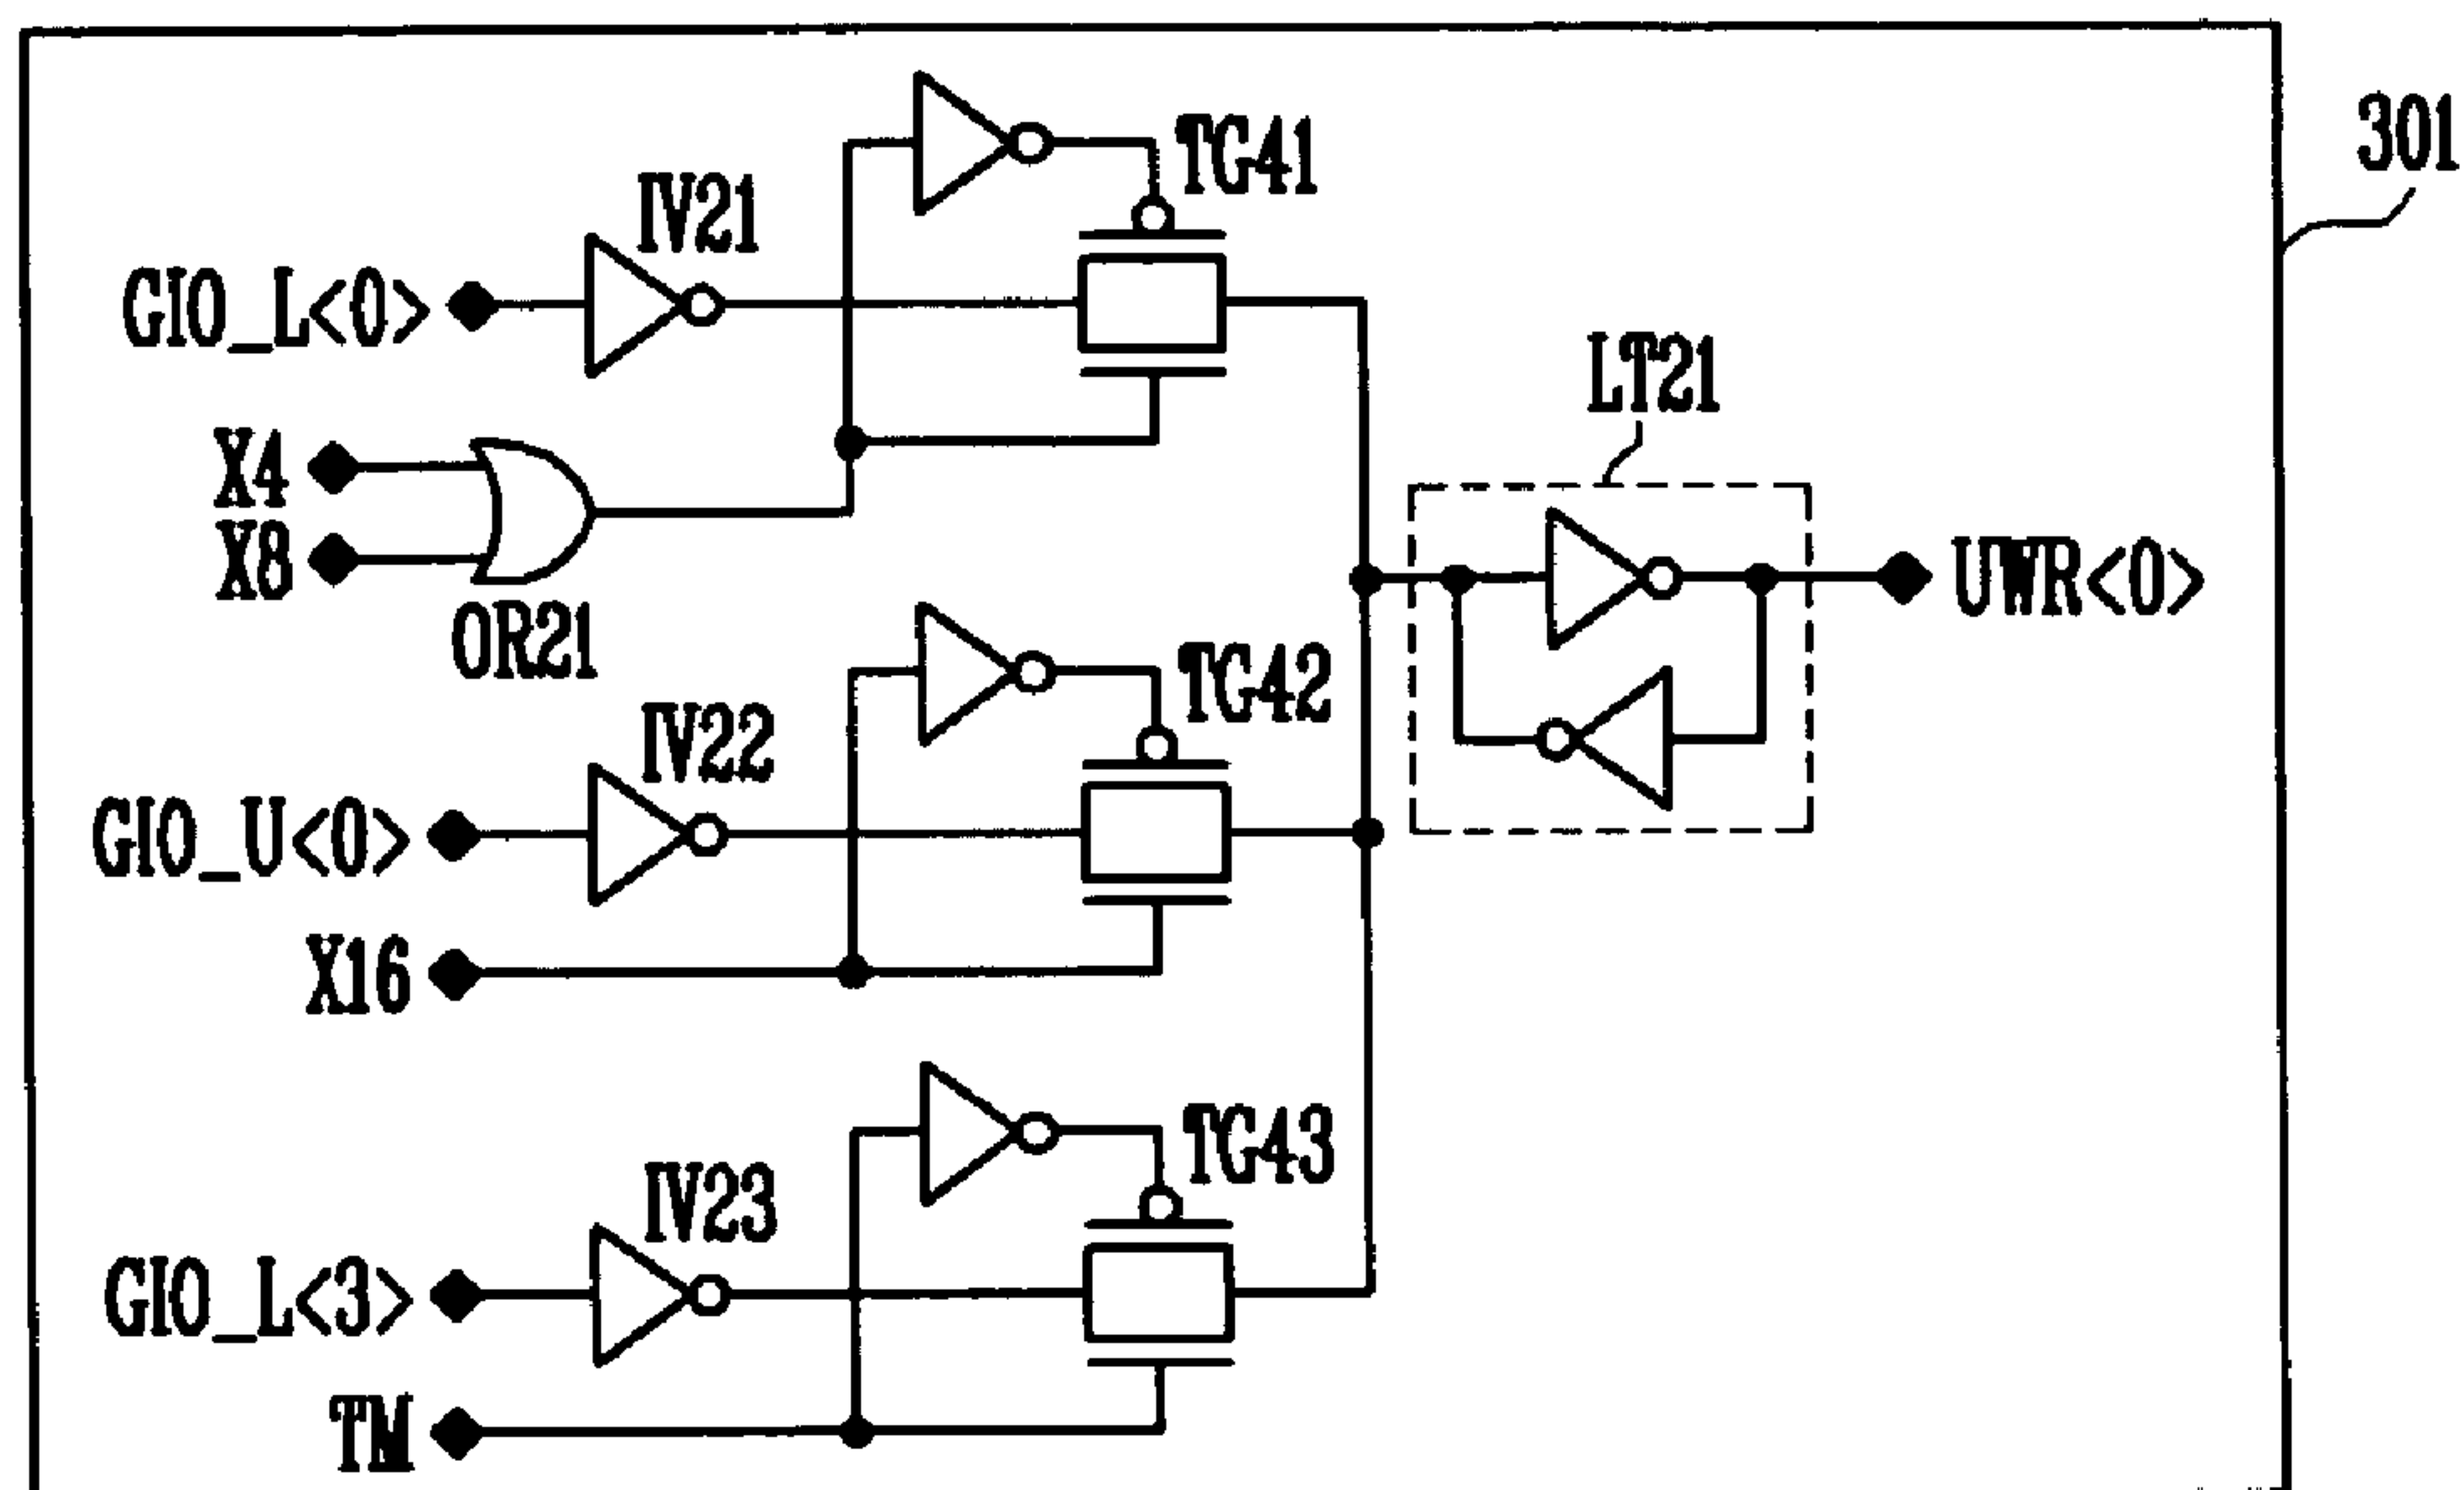 TG41
301
IV21
GIO_L<0>
LT21
X4
X8
UWR<0>
OR21
TG42
IV22
GIO_U<0>
X16
TG43
IV23
GIO_L<3>
TM